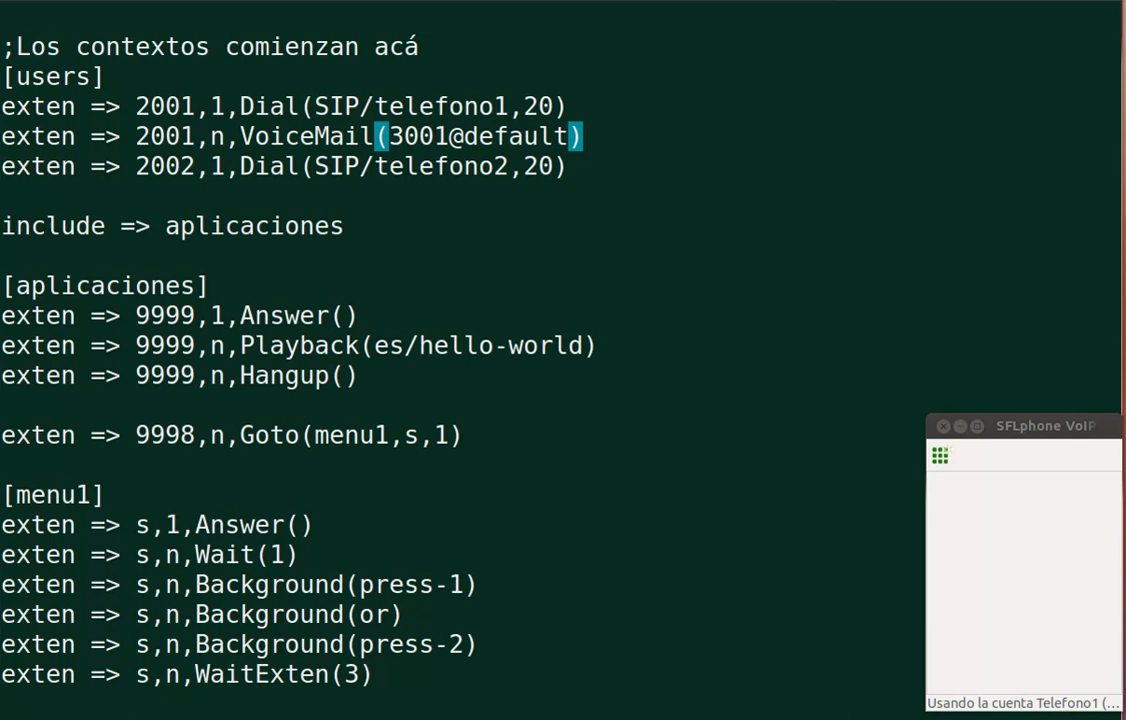 ;Los contextos comienzan acá
[users]
exten => 2001,1,Dial(SIP/telefono1,20)
exten => 2001,n,VoiceMail(3001@default)
exten => 2002,1,Dial(SIP/telefono2,20)
include => aplicaciones
[aplicaciones]
exten => 9999,1,Answer()
exten => 9999,n,Playback(es/hello-world)
exten => 9999,n,Hangup()
exten => 9998,n,Goto(menu1,s,1)
[menu1]
exten => s,1,Answer()
exten => s,n,Wait(1)
exten => s,n,Background(press-1)
exten => s,n,Background(or)
exten => s,n,Background(press-2)
exten => s,n,WaitExten(3)
SFLphone VoIP
Usando la cuenta Telefono1 (...